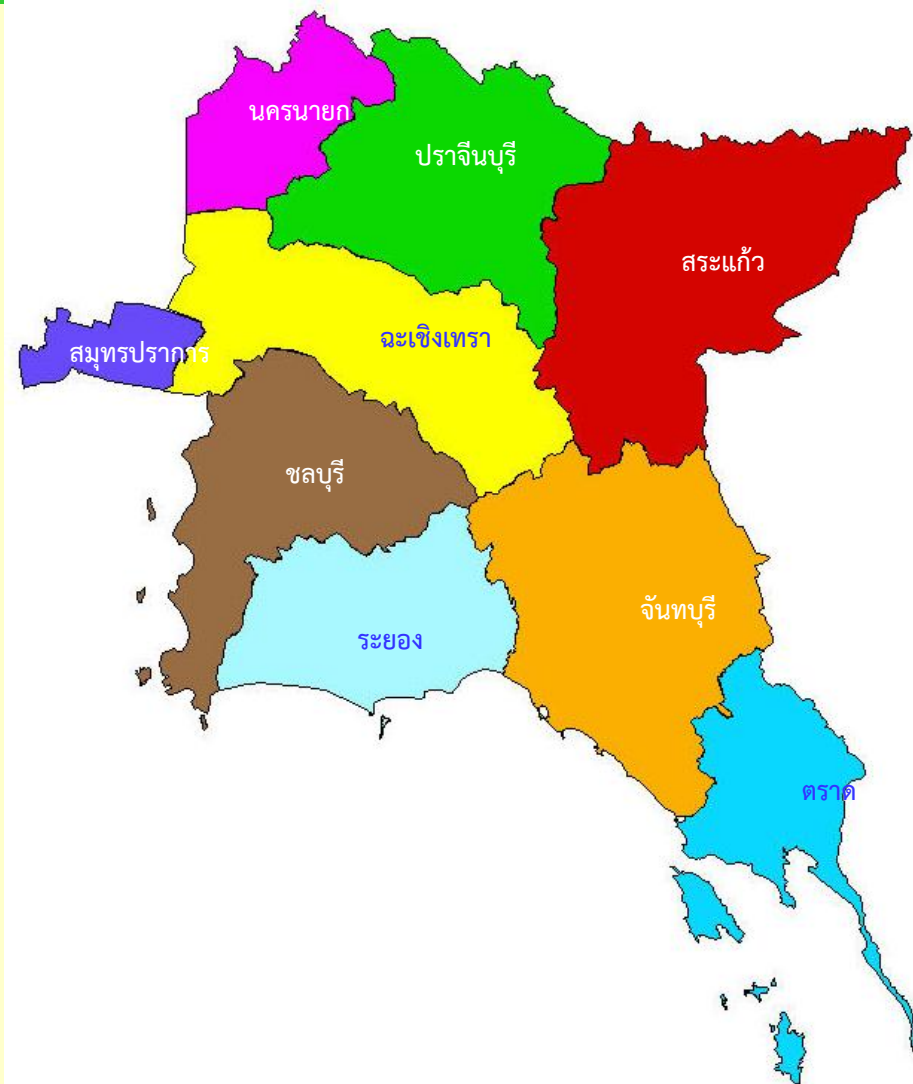 นครนายก
ปราจีนบุรี
สระแก้ว
ฉะเชิงเทรา
สมุทรปราการ
ชลบุรี
จันทบุรี
ระยอง
ตราด